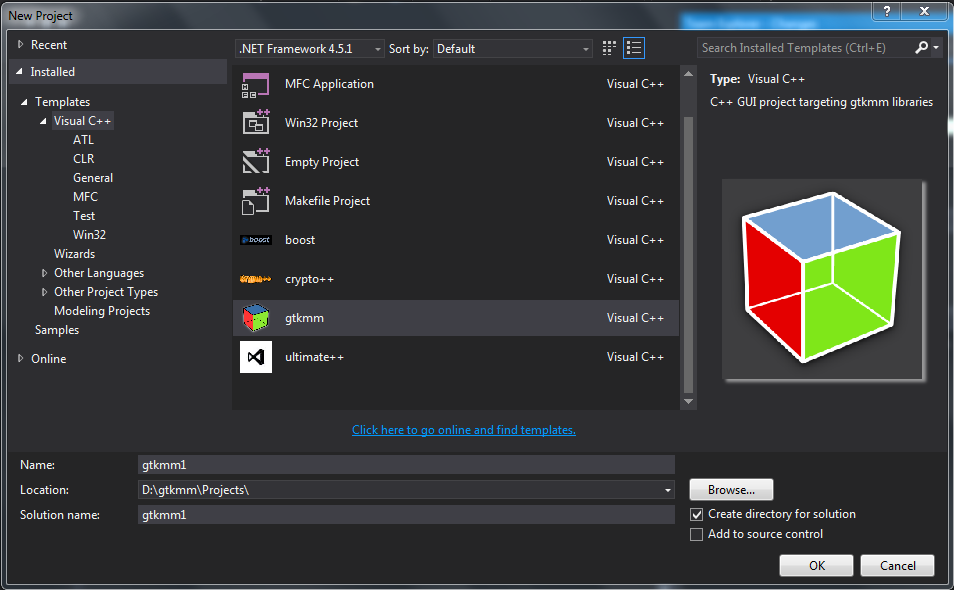 New Project
Recent
Installed
Templates
Visual C++
ATL
CLR
General
MFC
Test
Win32
Wizards
Other Languages
Other Project Types
Modeling Projects
Samples
Online
.NET Framework 4.5.1 Sort by: Default
MFC Application Visual C++
Win32 Project Visual C++
Empty Project Visual C++
Makefile Project Visual C++
boost boost Visual C++
crypto++ Visual C++
gtkmm Visual C++
ultimate++ Visual C++
Click here to go online and find templates.
Search Installed Templates (Ctrl+E)
Type: Visual C++
C++ GUI project targeting gtkmm libraries
Name: gtkmm1
Location: D:\gtkmm\Projects\ Browse...
Solution name: gtkmm1
Create directory for solution
Add to source control
OK Cancel